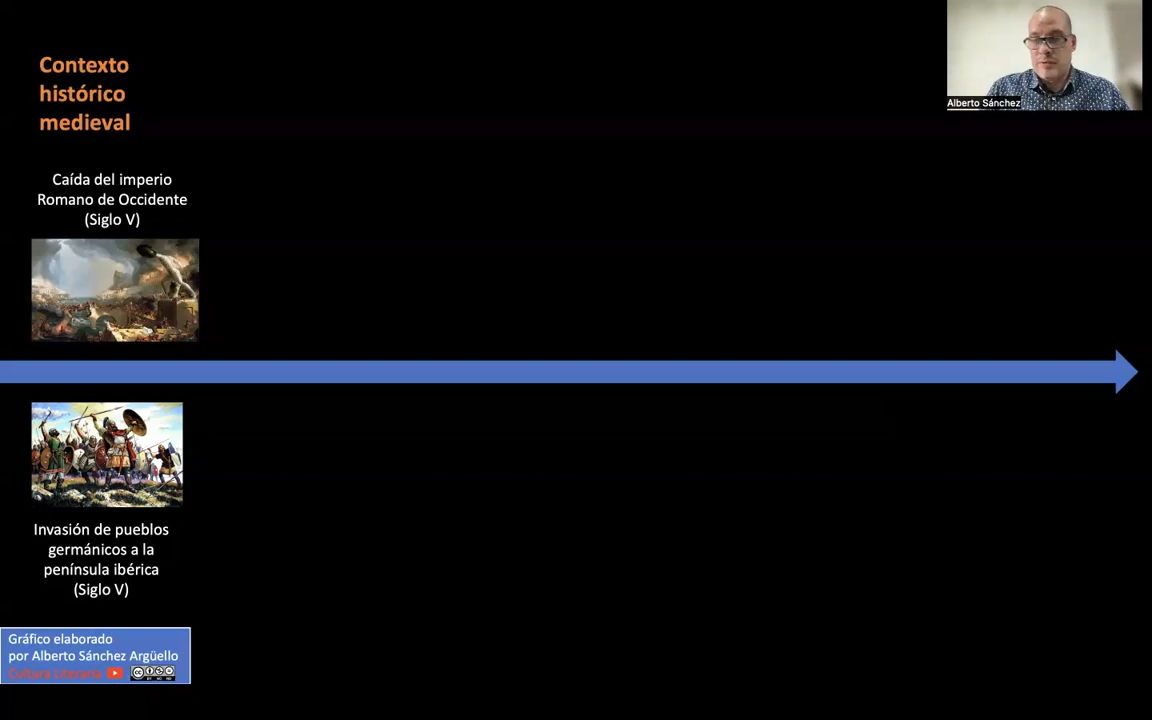 Contexto
histórico
medieval
Alberto Sánchez
Caída del imperio
Romano de Occidente
(Siglo V)
Invasión de pueblos
germánicos a la
península ibérica
(Siglo V)
Gráfico elaborado
por Alberto Sánchez Argüello
Cultura Literaria